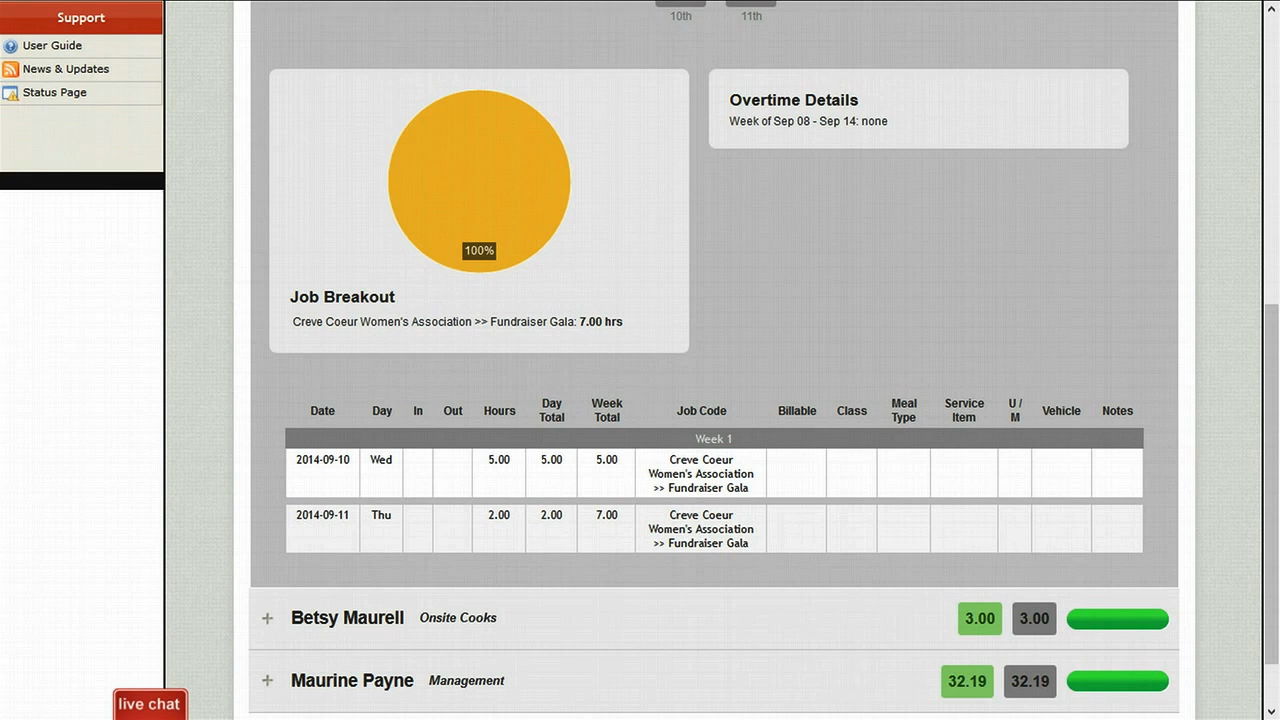 Support
User Guide
News & Updates
Status Page
10th 11th
100%
Job Breakout
Creve Coeur Women's Association >> Fundraiser Gala: 7.00 hrs
Overtime Details
Week of Sep 08 - Sep 14: none
Date Day In Out Hours Day Total Week Total Job Code Billable Class Meal Type Service Item U / M Vehicle Notes
Week 1
2014-09-10 Wed 5.00 5.00 5.00 Creve Coeur
Women's Association
>> Fundraiser Gala
2014-09-11 Thu 2.00 2.00 7.00 Creve Coeur
Women's Association
>> Fundraiser Gala
+ Betsy Maurell Onsite Cooks 3.00 3.00
+ Maurine Payne Management 32.19 32.19
live chat